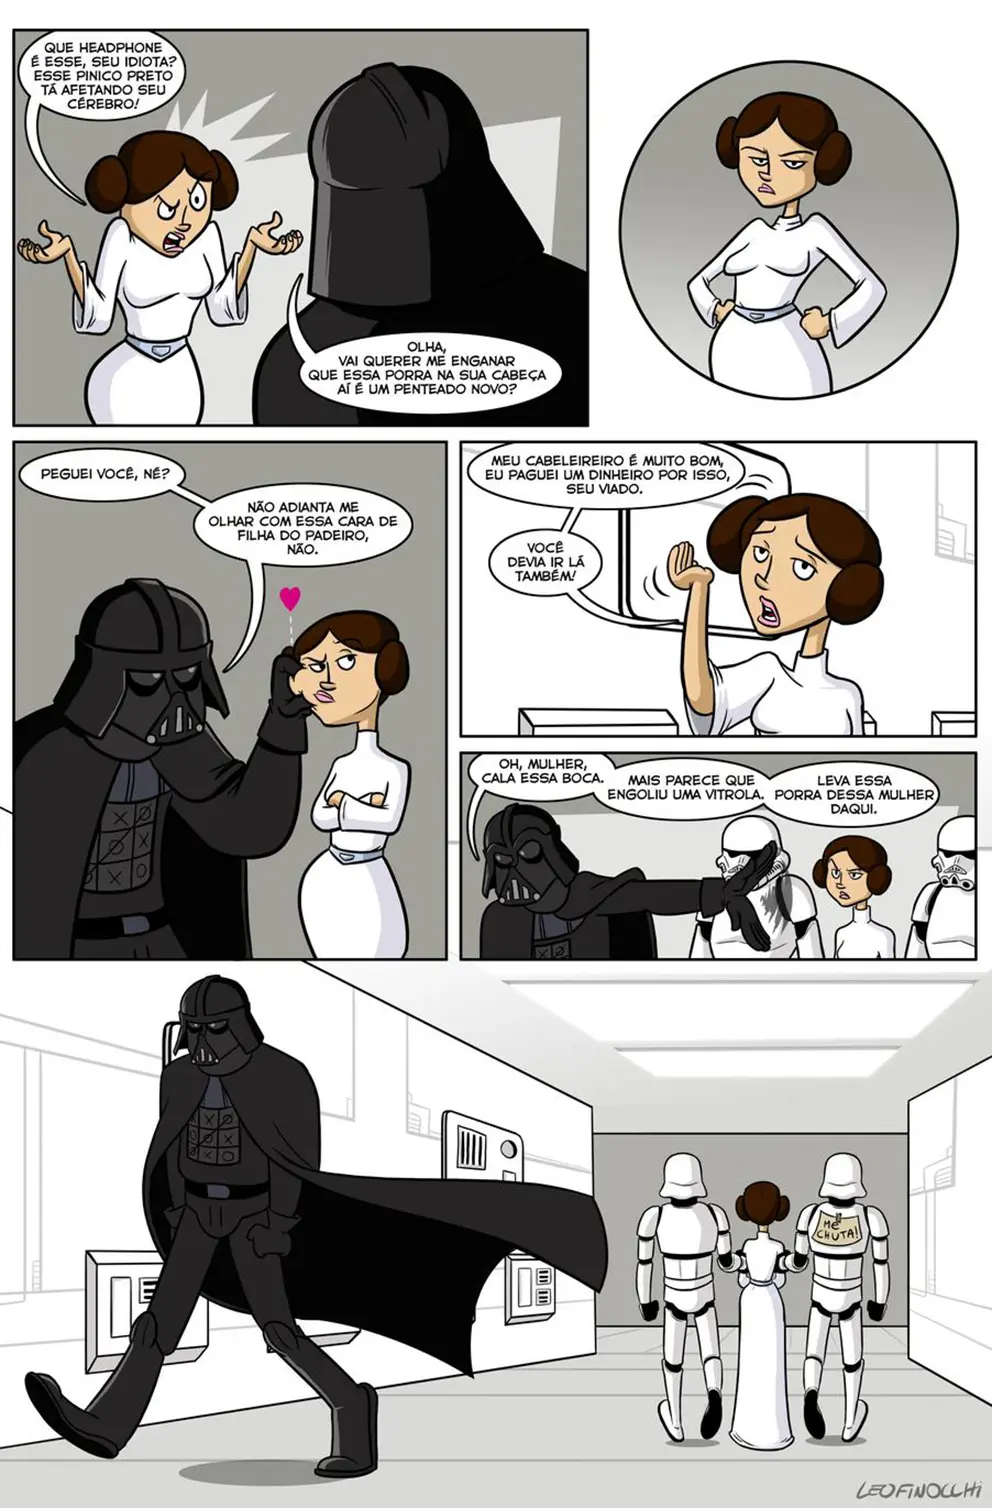 QUE HEADPHONE
É ESSE, SEU IDIOTA?
ESSE PINICO PRETO
TÁ AFETANDO SEU
CÉREBRO!
OLHA,
VAI QUERER ME ENGANAR
QUE ESSA PORRA NA SUA CABEÇA
AÍ É UM PENTEADO NOVO?
PEGUEI VOCÊ, NÉ?
NÃO ADIANTA ME
OLHAR COM ESSA CARA DE
FILHA DO PADEIRO,
NÃO.
MEU CABELEIREIRO É MUITO BOM,
EU PAGUEI UM DINHEIRO POR ISSO,
SEU VIADO.
VOCÊ
DEVIA IR LÁ
TAMBÉM!
OH, MULHER,
CALA ESSA BOCA.
MAIS PARECE QUE
ENGOLIU UMA VITROLA.
LEVA ESSA
PORRA DESSA MULHER
DAQUI.
ME
CHUTA!
LEOFINOCCHI